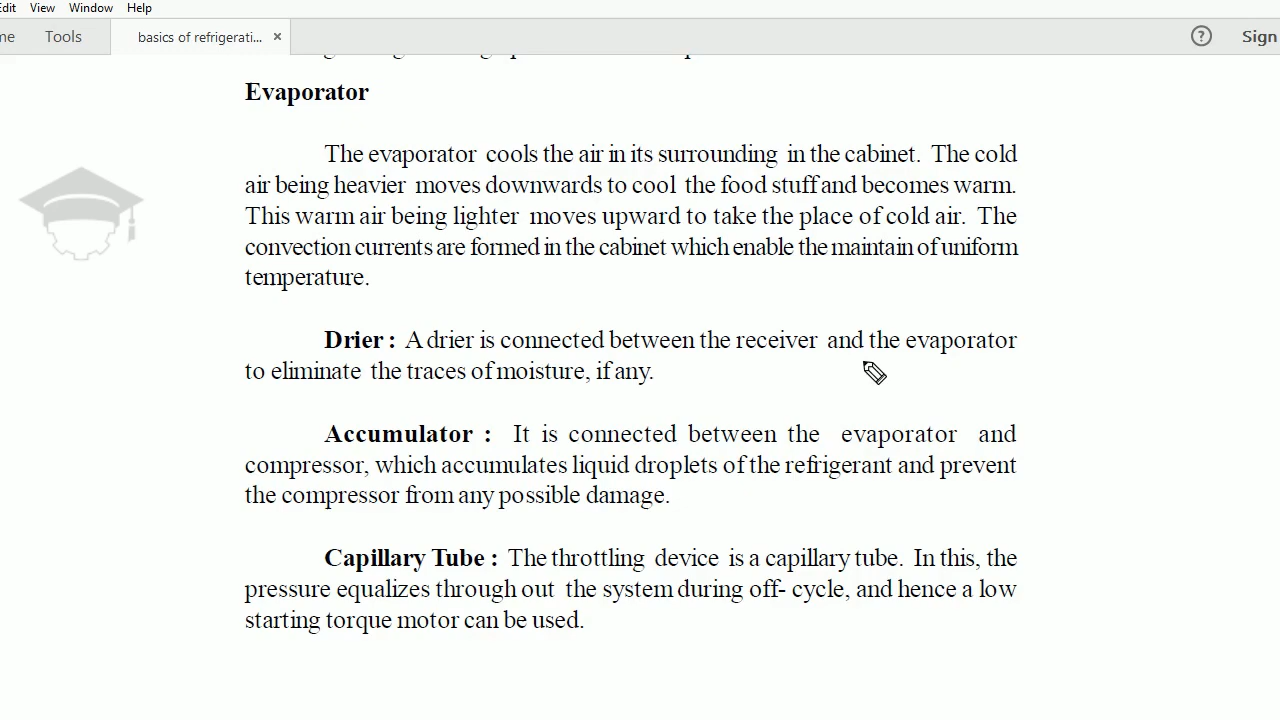 Edit View Window Help
me Tools basics of refrigerati... × ? Sign
Evaporator
The evaporator cools the air in its surrounding in the cabinet. The cold
air being heavier moves downwards to cool the food stuff and becomes warm.
This warm air being lighter moves upward to take the place of cold air. The
convection currents are formed in the cabinet which enable the maintain of uniform
temperature.
Drier : A drier is connected between the receiver and the evaporator
to eliminate the traces of moisture, if any.
Accumulator : It is connected between the evaporator and
compressor, which accumulates liquid droplets of the refrigerant and prevent
the compressor from any possible damage.
Capillary Tube : The throttling device is a capillary tube. In this, the
pressure equalizes through out the system during off- cycle, and hence a low
starting torque motor can be used.